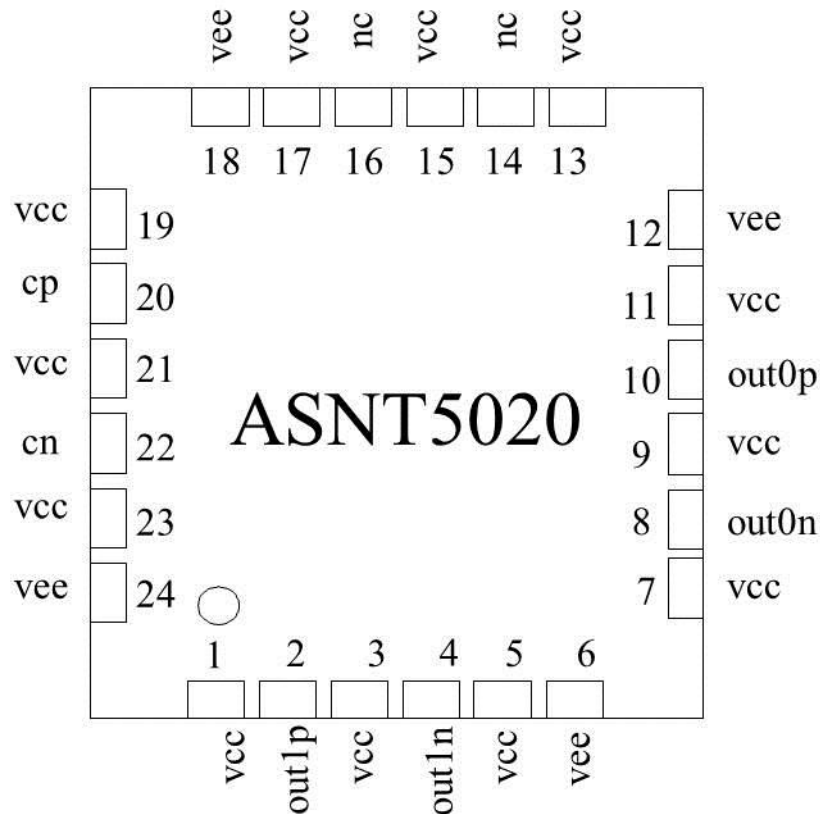 vee vcc nc vcc nc vcc
18 17 16 15 14 13
vcc 19 12 vee
cp 20 11 vcc
vcc 21 10 out0p
ASNT5020
cn 22 9 vcc
vcc 23 8 out0n
vee 24 7 vcc
1 2 3 4 5 6
vcc out1p vcc out1n vcc vee